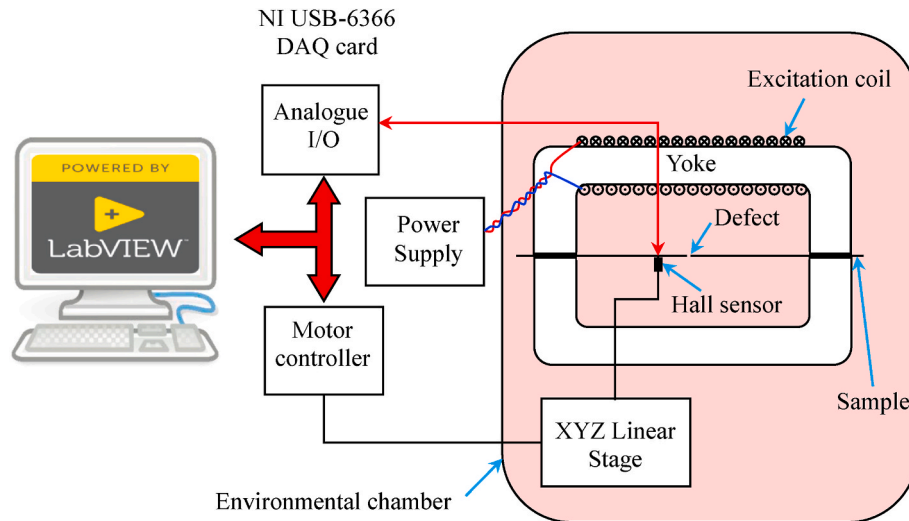 NI USB-6366
DAQ card
Analogue
I/O
Excitation coil
Yoke
POWERED BY
LabVIEW™
Power
Supply
Defect
Hall sensor
Motor
controller
Sample
XYZ Linear
Stage
Environmental chamber